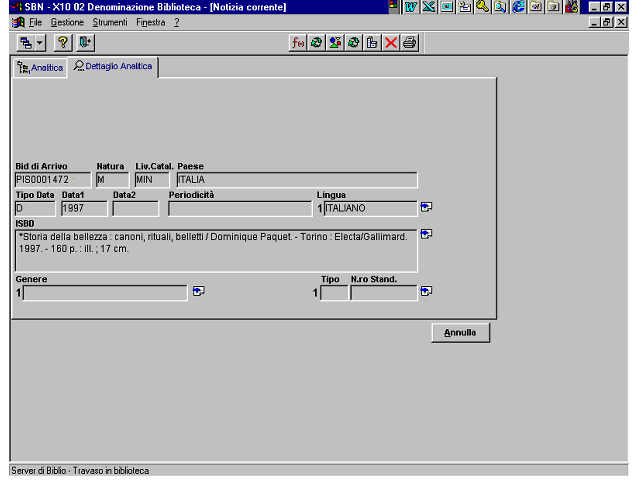 SBN - X10 02 Denominazione Biblioteca - [Notizia corrente]
File Gestione Strumenti Finestra ?
Analitica Dettaglio Analitica
Bid di Arrivo Natura Liv.Catal. Paese
PIS0001472 M MIN ITALIA
Tipo Data Data1 Data2 Periodicità Lingua
D 1997 1 ITALIANO
ISBD
*Storia della bellezza : canoni, rituali, belletti / Dominique Paquet. - Torino : Electa/Gallimard.
1997. - 160 p. : ill. ; 17 cm.
Genere Tipo N.ro Stand.
1 1
Annulla
Server di Biblio - Travaso in biblioteca